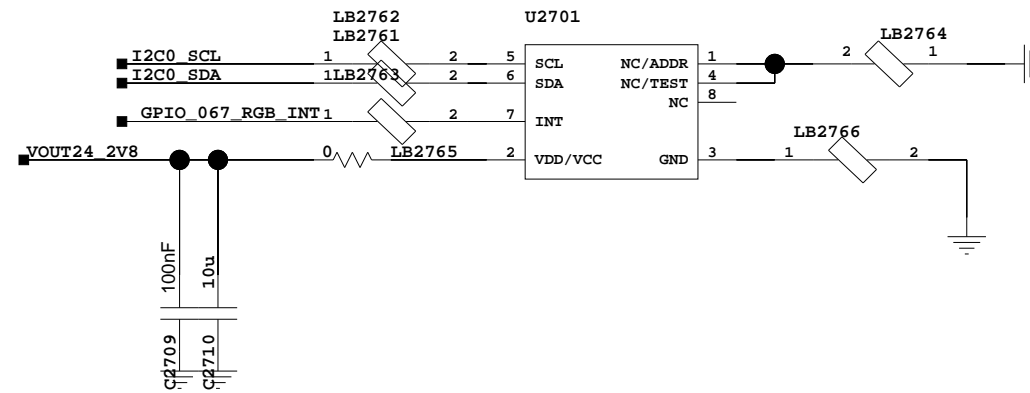 LB2762
U2701
LB2761
LB2764
I2C0_SCL
1
2
5
SCL
NC/ADDR
1
2
1
I2C0_SDA
1
LB2763
2
6
SDA
NC/TEST
4
NC
8
GPIO_067_RGB_INT
1
2
7
INT
LB2766
VOUT24_2V8
0
LB2765
2
VDD/VCC
GND
3
1
2
100nF
10u
C2709
C2710